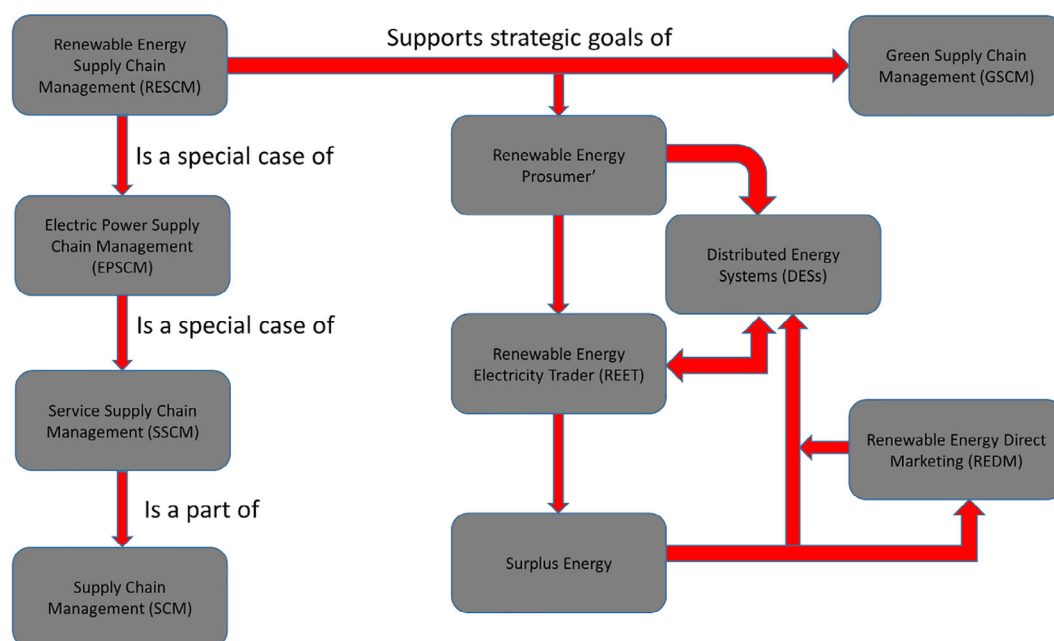 Renewable Energy
Supply Chain
Management (RESCM)
Supports strategic goals of
Green Supply Chain
Management (GSCM)
Is a special case of
Renewable Energy
Prosumer’
Electric Power Supply
Chain Management
(EPSCM)
Distributed Energy
Systems (DESs)
Is a special case of
Renewable Energy
Electricity Trader (REET)
Service Supply Chain
Management (SSCM)
Renewable Energy Direct
Marketing (REDM)
Is a part of
Surplus Energy
Supply Chain
Management (SCM)